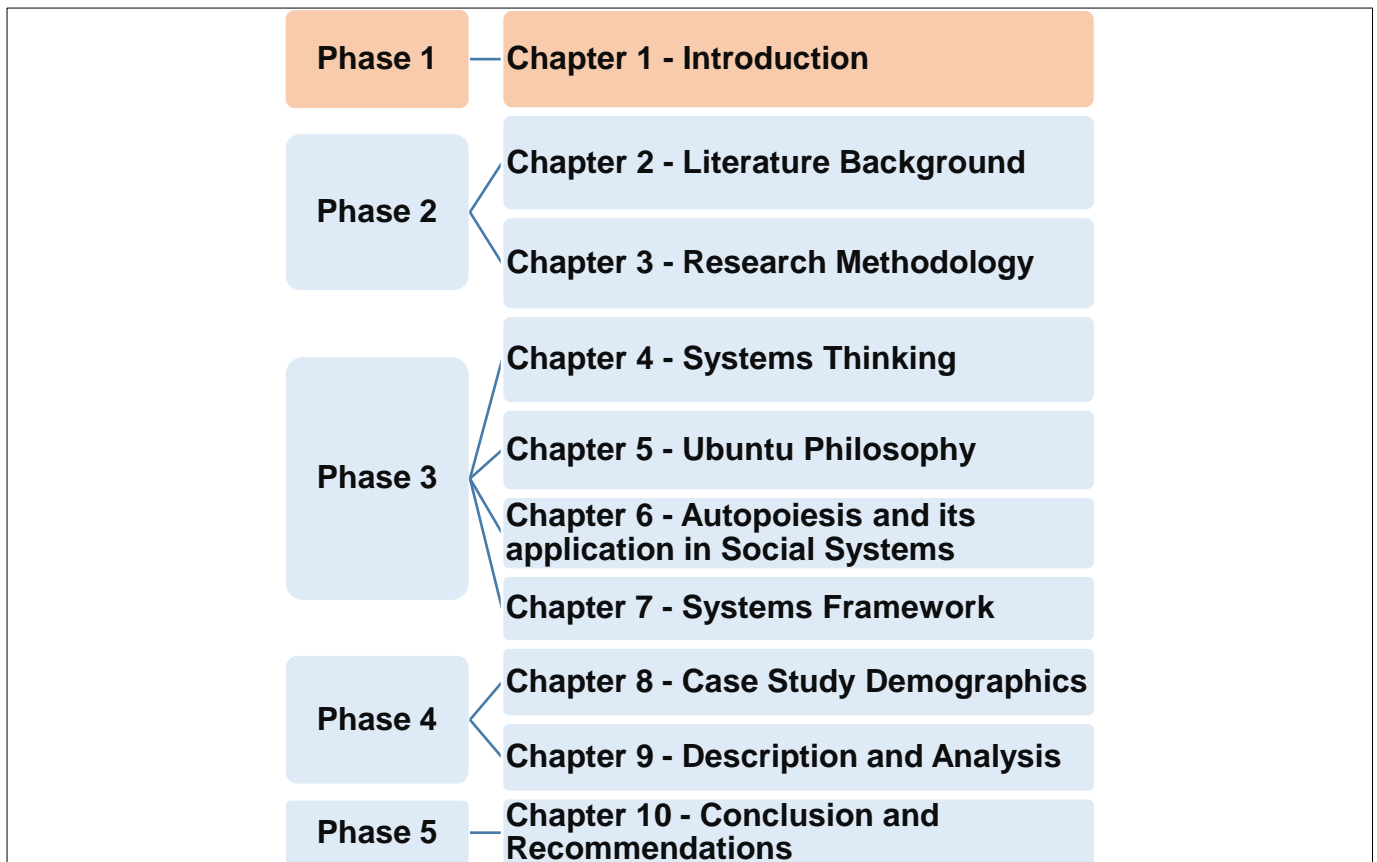 Phase 1
Chapter 1 - Introduction
Phase 2
Chapter 2 - Literature Background
Chapter 3 - Research Methodology
Phase 3
Chapter 4 - Systems Thinking
Chapter 5 - Ubuntu Philosophy
Chapter 6 - Autopoiesis and its
application in Social Systems
Chapter 7 - Systems Framework
Phase 4
Chapter 8 - Case Study Demographics
Chapter 9 - Description and Analysis
Phase 5
Chapter 10 - Conclusion and
Recommendations